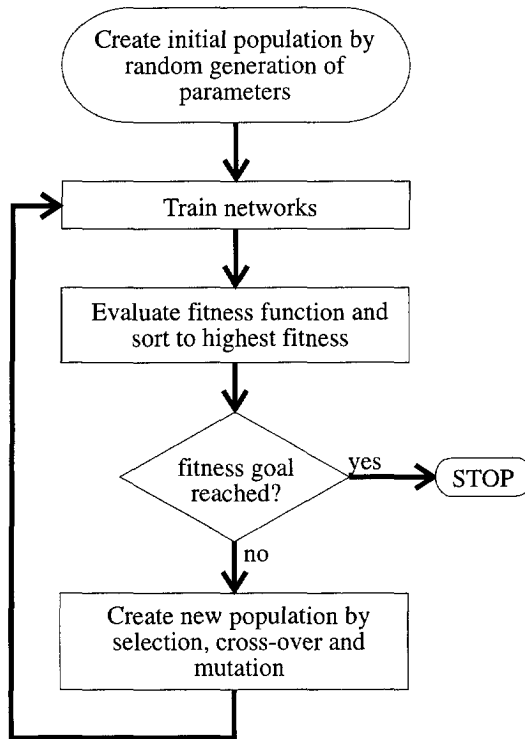 Create initial population by
random generation of
parameters
Train networks
Evaluate fitness function and
sort to highest fitness
fitness goal
reached?
yes
STOP
no
Create new population by
selection, cross-over and
mutation